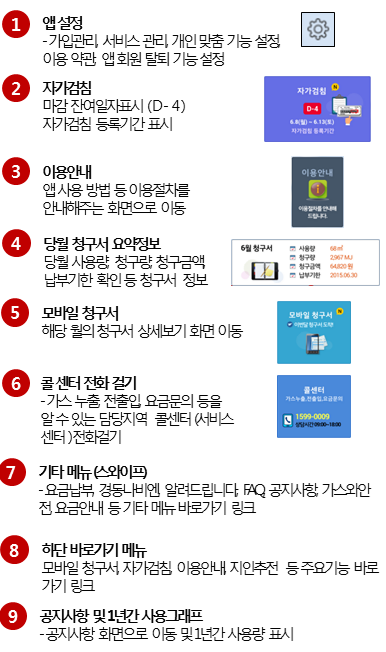 1 앱 설정
- 가입관리, 서비스 관리, 개인 맞춤 기능 설정,
이용 약관 앱 회원 탈퇴 기능 설정
2 자가검침
마감 잔여일자표시 (D - 4)
자가검침 등록기간 표시
자가검침 N
D-4
6.8(월) ~ 6.13(토)
자가검침 등록기간
3 이용안내
앱 사용 방법 등 이용절차를
안내해주는 화면으로 이동
이용안내
이용절차를 안내해
드립니다.
4 당월 청구서 요약정보
당월 사용량, 청구량, 청구금액,
납부기한 확인 등 청구서 정보
6월 청구서
사용량 68㎥
청구량 2,967 MJ
청구금액 64,820 원
납부기한 2015.06.30
5 모바일 청구서
해당 월의 청구서 상세보기 화면 이동
모바일 청구서 N
이번달 청구서 도착!
6 콜 센터 전화 걸기
- 가스 누출, 전출입, 요금문의 등을
알 수 있는 담당지역 콜센터 (서비스
센터) 전화걸기
콜센터
가스누출,전출입,요금문의
1599-0009
상담시간 09:00~18:00
7 기타 메뉴 (스와이프)
- 요금납부, 경동나비엔, 알려드립니다, FAQ, 공지사항, 가스와안
전, 요금안내 등 기타 메뉴 바로가기 링크
8 하단 바로가기 메뉴
모바일 청구서, 자가검침, 이용안내, 지인추전 등 주요기능 바로
가기 링크
9 공지사항 및 1년간 사용그래프
- 공지사항 화면으로 이동 및 1년간 사용량 표시